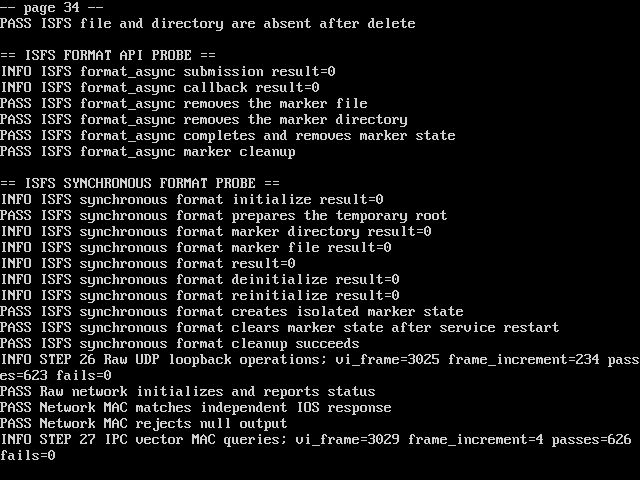 -- page 34 --
PASS ISFS file and directory are absent after delete
== ISFS FORMAT API PROBE ==
INFO ISFS format_async submission result=0
INFO ISFS format_async callback result=0
PASS ISFS format_async removes the marker file
PASS ISFS format_async removes the marker directory
PASS ISFS format_async completes and removes marker state
PASS ISFS format_async marker cleanup
== ISFS SYNCHRONOUS FORMAT PROBE ==
INFO ISFS synchronous format initialize result=0
PASS ISFS synchronous format prepares the temporary root
INFO ISFS synchronous format marker directory result=0
INFO ISFS synchronous format marker file result=0
INFO ISFS synchronous format result=0
INFO ISFS synchronous format deinitialize result=0
INFO ISFS synchronous format reinitialize result=0
PASS ISFS synchronous format creates isolated marker state
PASS ISFS synchronous format clears marker state after service restart
PASS ISFS synchronous format cleanup succeeds
INFO STEP 26 Raw UDP loopback operations; vi_frame=3025 frame_increment=234 pass
es=623 fails=0
PASS Raw network initializes and reports status
PASS Network MAC matches independent IOS response
PASS Network MAC rejects null output
INFO STEP 27 IPC vector MAC queries; vi_frame=3029 frame_increment=4 passes=626
fails=0